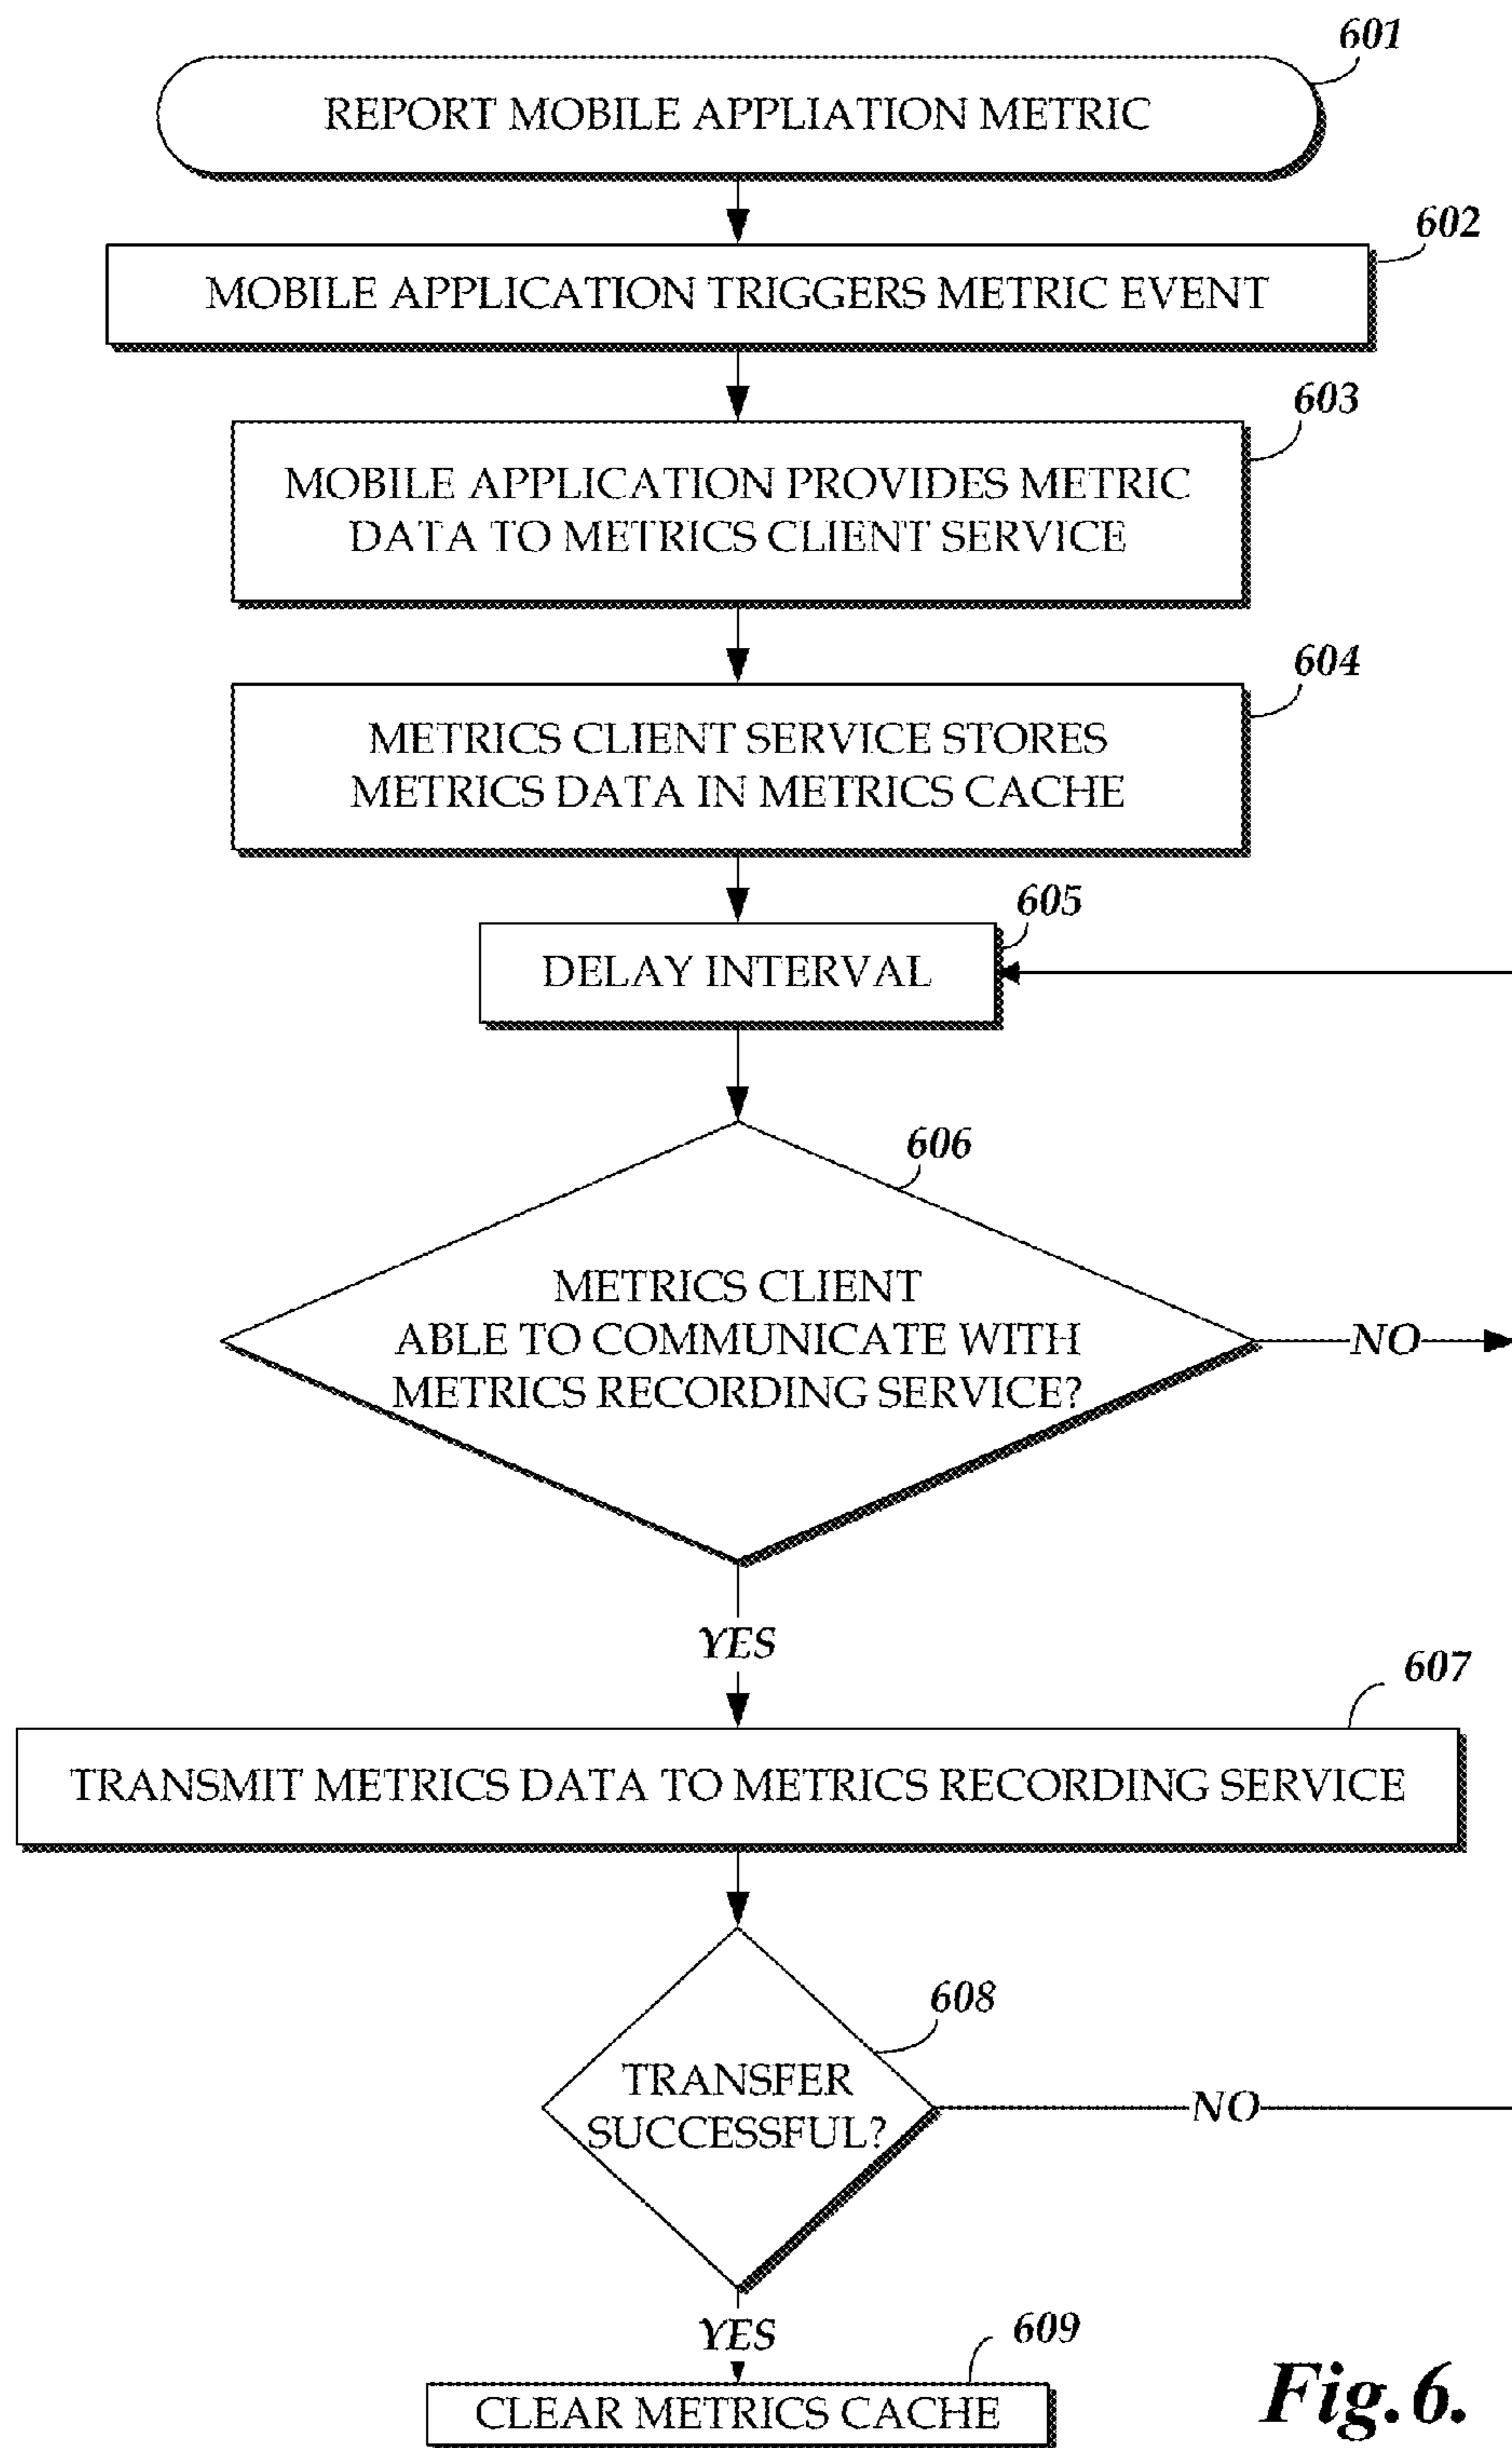 601
REPORT MOBILE APPLIATION METRIC
602
MOBILE APPLICATION TRIGGERS METRIC EVENT
603
MOBILE APPLICATION PROVIDES METRIC
DATA TO METRICS CLIENT SERVICE
604
METRICS CLIENT SERVICE STORES
METRICS DATA IN METRICS CACHE
605
DELAY INTERVAL
606
METRICS CLIENT
ABLE TO COMMUNICATE WITH
METRICS RECORDING SERVICE?
NO
YES
607
TRANSMIT METRICS DATA TO METRICS RECORDING SERVICE
608
TRANSFER
SUCCESSFUL?
NO
YES
609
CLEAR METRICS CACHE
Fig. 6.